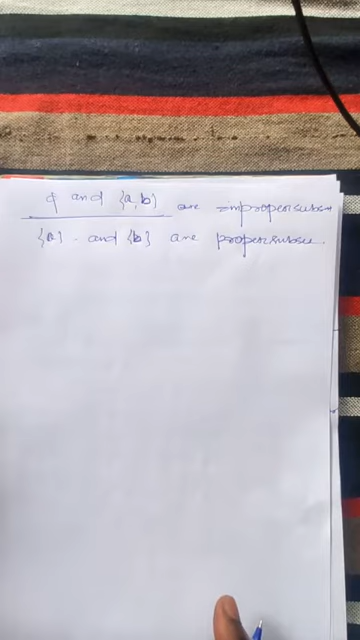 φ and {a, b} are improper subset
{a} . and {b} are proper subset.